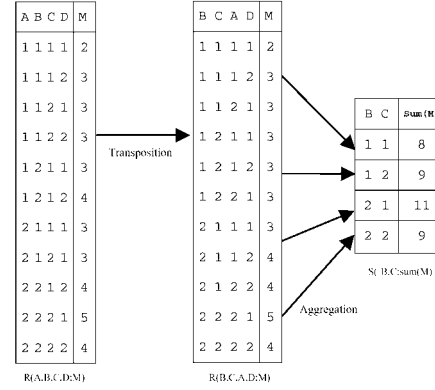 A B C D M
1 1 1 1 2
1 1 1 2 3
1 1 2 1 3
1 1 2 2 3
1 2 1 1 3
1 2 1 2 4
2 1 1 1 3
2 1 2 1 3
2 2 1 2 4
2 2 2 1 5
2 2 2 2 4
R(A.B.C.D:M)
Transposition
B C A D M
1 1 1 1 2
1 1 1 2 3
1 1 2 1 3
1 2 1 1 3
1 2 1 2 3
1 2 2 1 3
2 1 1 1 3
2 1 1 2 4
2 1 2 2 4
2 2 2 1 5
2 2 2 2 4
R(B.C.A.D:M)
Aggregation
B C Sum(M
1 1 8
1 2 9
2 1 11
2 2 9
S( B.C:sum(M)